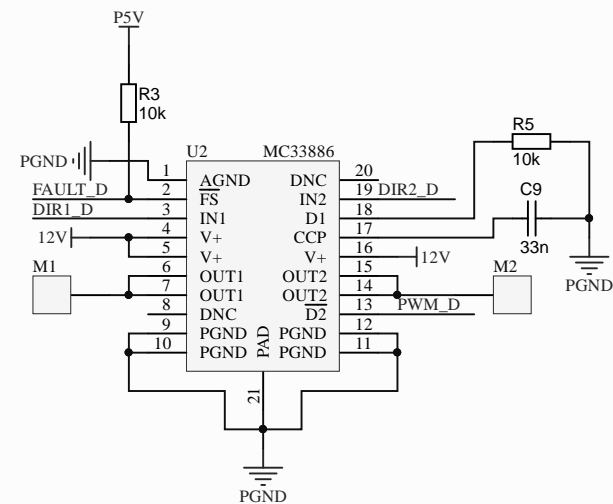 P5V
R3
10k
U2 MC33886
R5
10k
PGND
1 AGND DNC 20
FAULT_D 2 FS IN2 19 DIR2_D
DIR1_D 3 IN1 D1 18
C9
33n
12V 4 V+ CCP 17
5 V+ V+ 16 12V
M1 6 OUT1 OUT2 15 M2
7 OUT1 OUT2 14
8 DNC D2 13 PWM_D
9 PGND PGND 12
10 PGND PGND 11
PAD
21
PGND
PGND